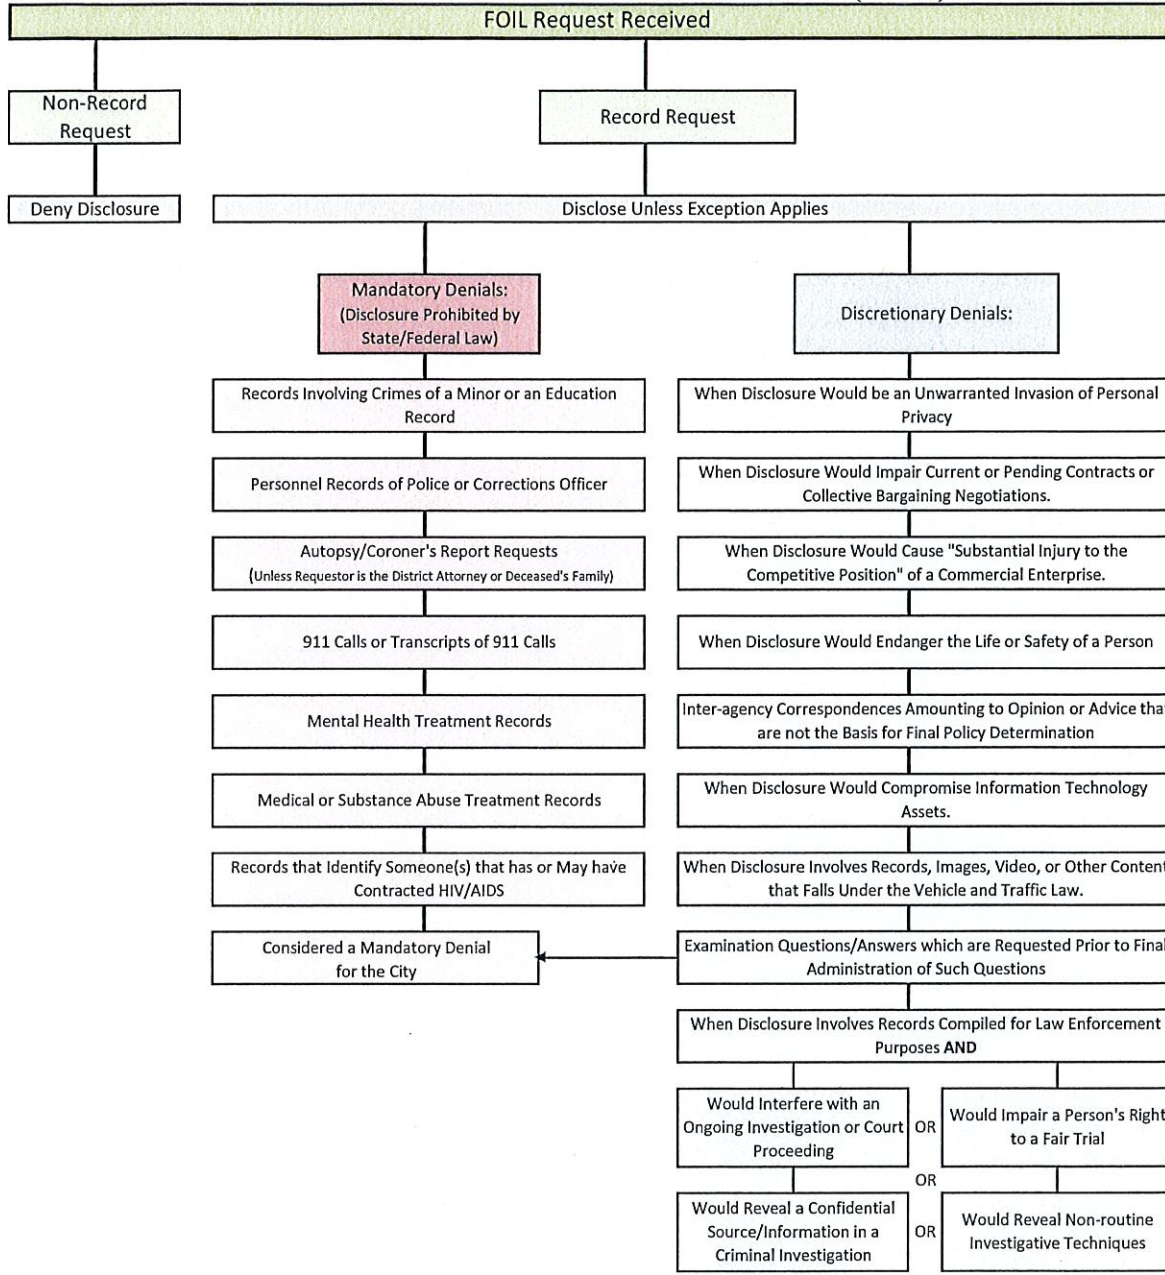 FOIL Request Received
Non-Record
Request
Record Request
Deny Disclosure
Disclose Unless Exception Applies
Mandatory Denials:
(Disclosure Prohibited by
State/Federal Law)
Discretionary Denials:
Records Involving Crimes of a Minor or an Education
Record
When Disclosure Would be an Unwarranted Invasion of Personal
Privacy
Personnel Records of Police or Corrections Officer
When Disclosure Would Impair Current or Pending Contracts or
Collective Bargaining Negotiations.
Autopsy/Coroner's Report Requests
(Unless Requestor is the District Attorney or Deceased's Family)
When Disclosure Would Cause "Substantial Injury to the
Competitive Position" of a Commercial Enterprise.
911 Calls or Transcripts of 911 Calls
When Disclosure Would Endanger the Life or Safety of a Person
Mental Health Treatment Records
Inter-agency Correspondences Amounting to Opinion or Advice that
are not the Basis for Final Policy Determination
Medical or Substance Abuse Treatment Records
When Disclosure Would Compromise Information Technology
Assets.
Records that Identify Someone(s) that has or May have
Contracted HIV/AIDS
When Disclosure Involves Records, Images, Video, or Other Content
that Falls Under the Vehicle and Traffic Law.
Considered a Mandatory Denial
for the City
Examination Questions/Answers which are Requested Prior to Final
Administration of Such Questions
When Disclosure Involves Records Compiled for Law Enforcement
Purposes AND
Would Interfere with an
Ongoing Investigation or Court
Proceeding
OR
Would Impair a Person's Right
to a Fair Trial
OR
Would Reveal a Confidential
Source/Information in a
Criminal Investigation
OR
Would Reveal Non-routine
Investigative Techniques